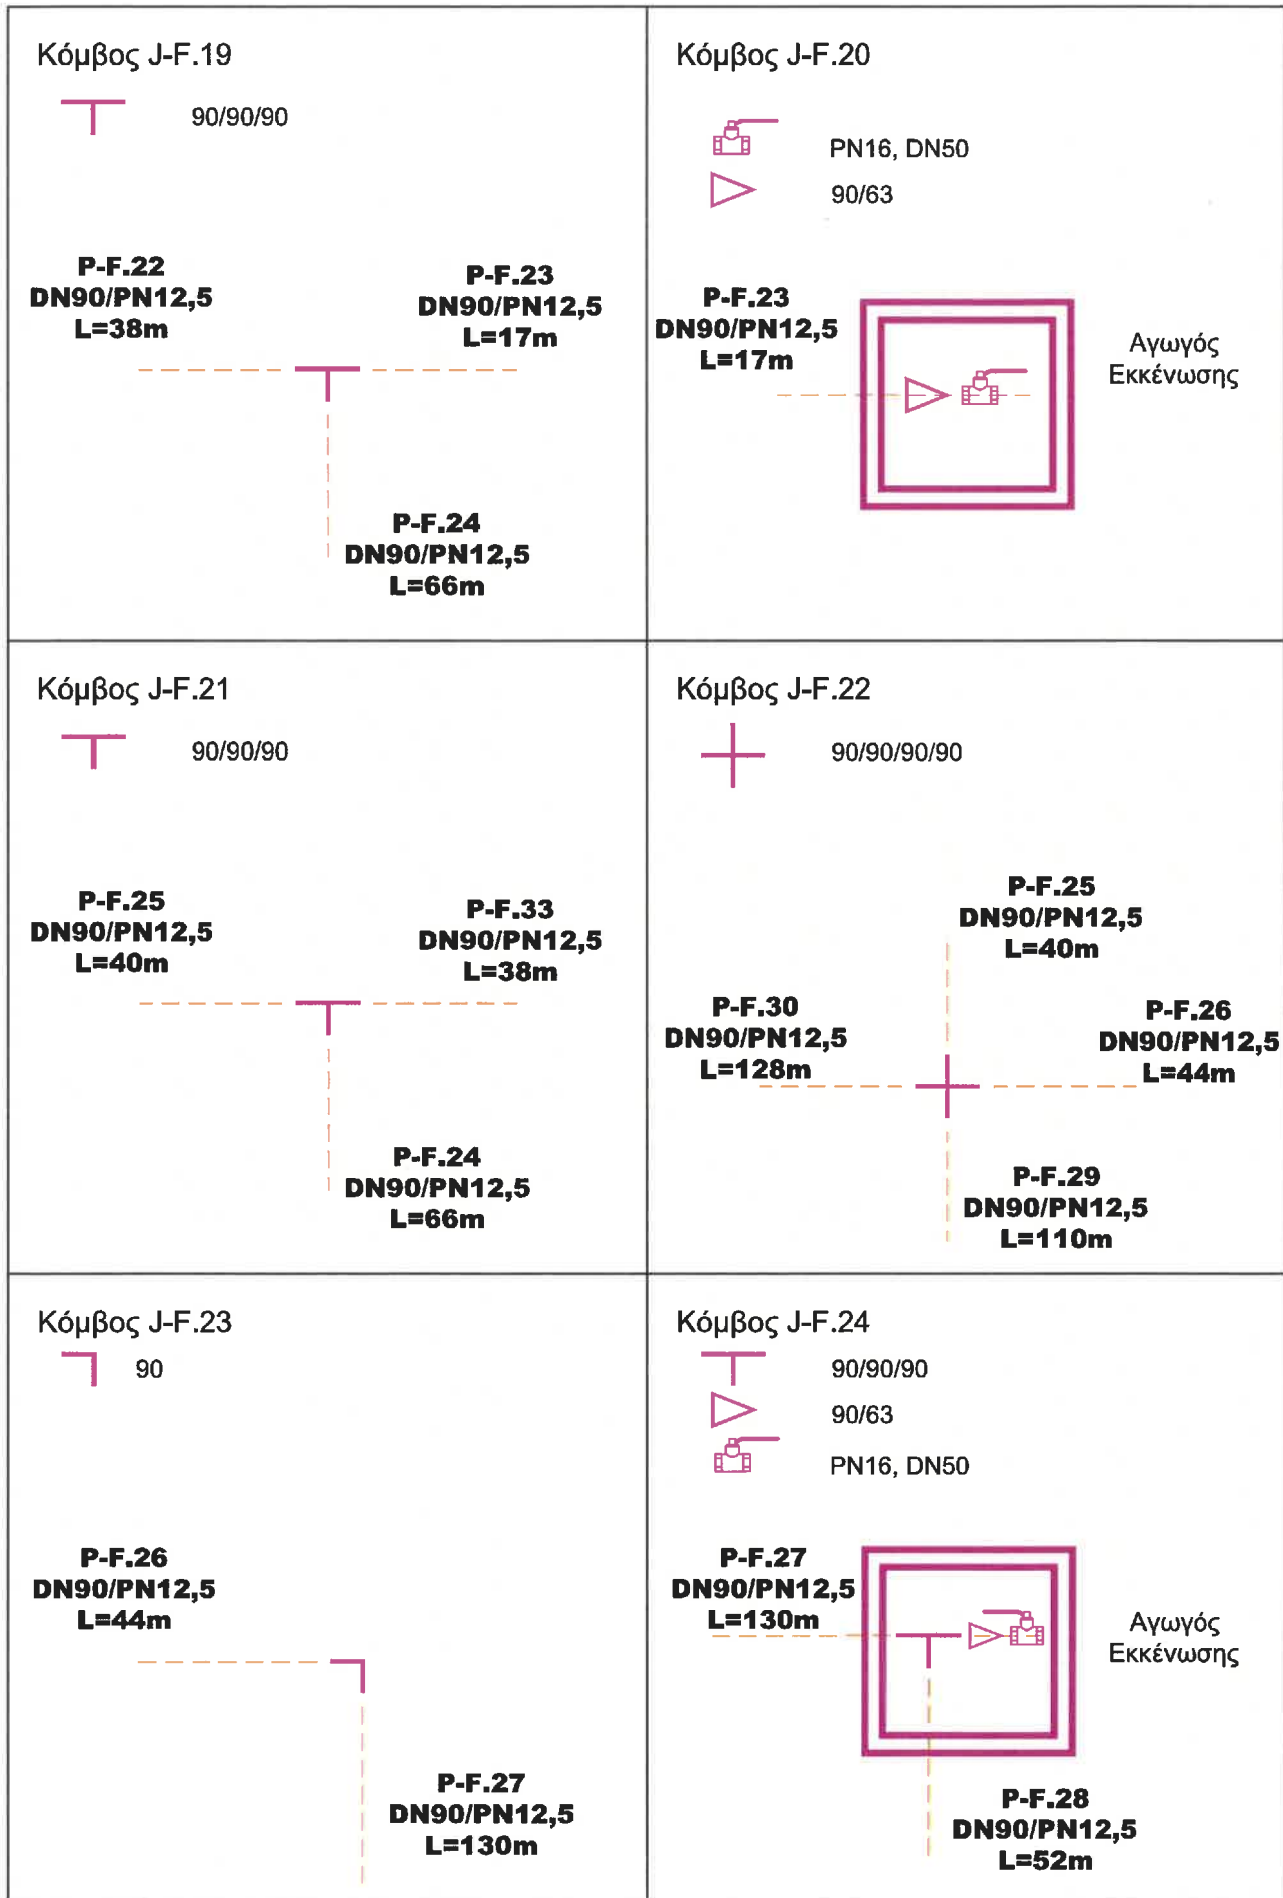 Κόμβος J-F.19
90/90/90
P-F.22
DN90/PN12,5
L=38m
P-F.23
DN90/PN12,5
L=17m
P-F.24
DN90/PN12,5
L=66m
Κόμβος J-F.20
PN16, DN50
90/63
P-F.23
DN90/PN12,5
L=17m
Αγωγός
Εκκένωσης
Κόμβος J-F.21
90/90/90
P-F.25
DN90/PN12,5
L=40m
P-F.33
DN90/PN12,5
L=38m
P-F.24
DN90/PN12,5
L=66m
Κόμβος J-F.22
90/90/90/90
P-F.25
DN90/PN12,5
L=40m
P-F.30
DN90/PN12,5
L=128m
P-F.26
DN90/PN12,5
L=44m
P-F.29
DN90/PN12,5
L=110m
Κόμβος J-F.23
90
P-F.26
DN90/PN12,5
L=44m
P-F.27
DN90/PN12,5
L=130m
Κόμβος J-F.24
90/90/90
90/63
PN16, DN50
P-F.27
DN90/PN12,5
L=130m
Αγωγός
Εκκένωσης
P-F.28
DN90/PN12,5
L=52m